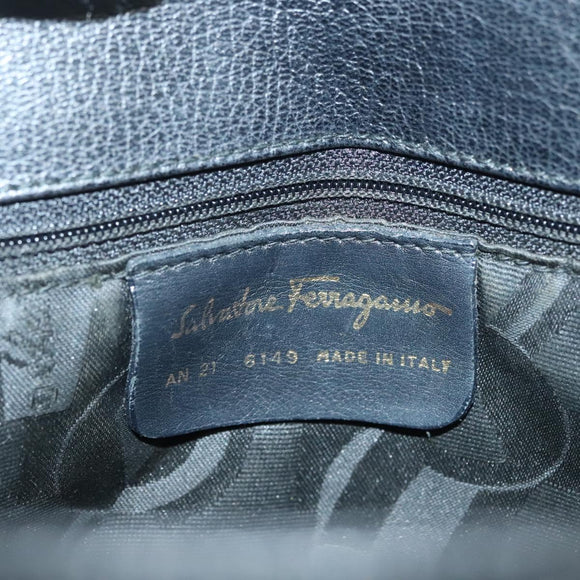 Salvatore Ferragamo
AN 21 6149 MADE IN ITALY